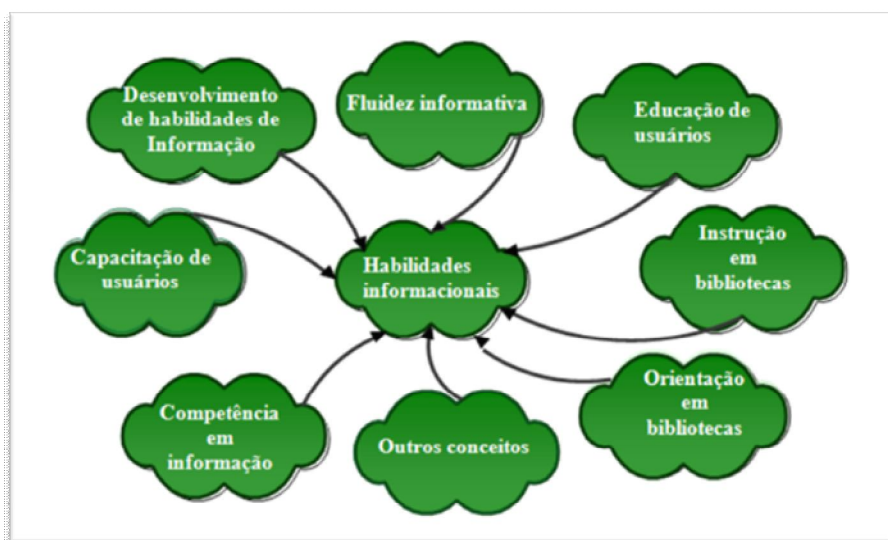 Desenvolvimento
de habilidades de
Informação
Fluidez informativa
Educação de
usuários
Capacitação de
usuários
Habilidades
informacionais
Instrução
em
bibliotecas
Competência
em
informação
Outros conceitos
Orientação
em
bibliotecas